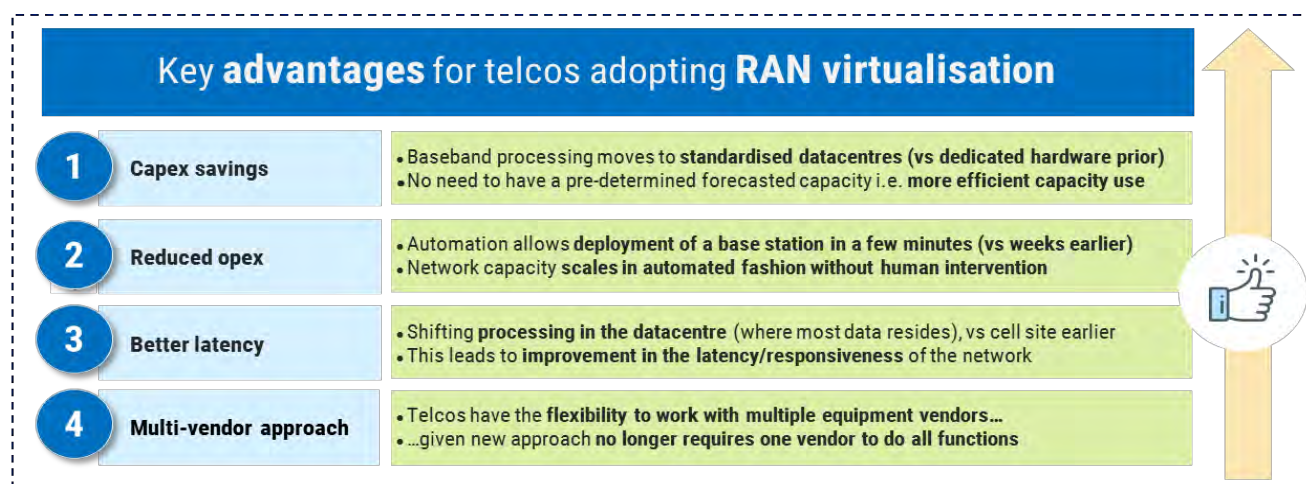 Key advantages for telcos adopting RAN virtualisation
1
Capex savings
• Baseband processing moves to standardised datacentres (vs dedicated hardware prior)
• No need to have a pre-determined forecasted capacity i.e. more efficient capacity use
2
Reduced opex
• Automation allows deployment of a base station in a few minutes (vs weeks earlier)
• Network capacity scales in automated fashion without human intervention
3
Better latency
• Shifting processing in the datacentre (where most data resides), vs cell site earlier
• This leads to improvement in the latency/responsiveness of the network
4
Multi-vendor approach
• Telcos have the flexibility to work with multiple equipment vendors...
• ...given new approach no longer requires one vendor to do all functions